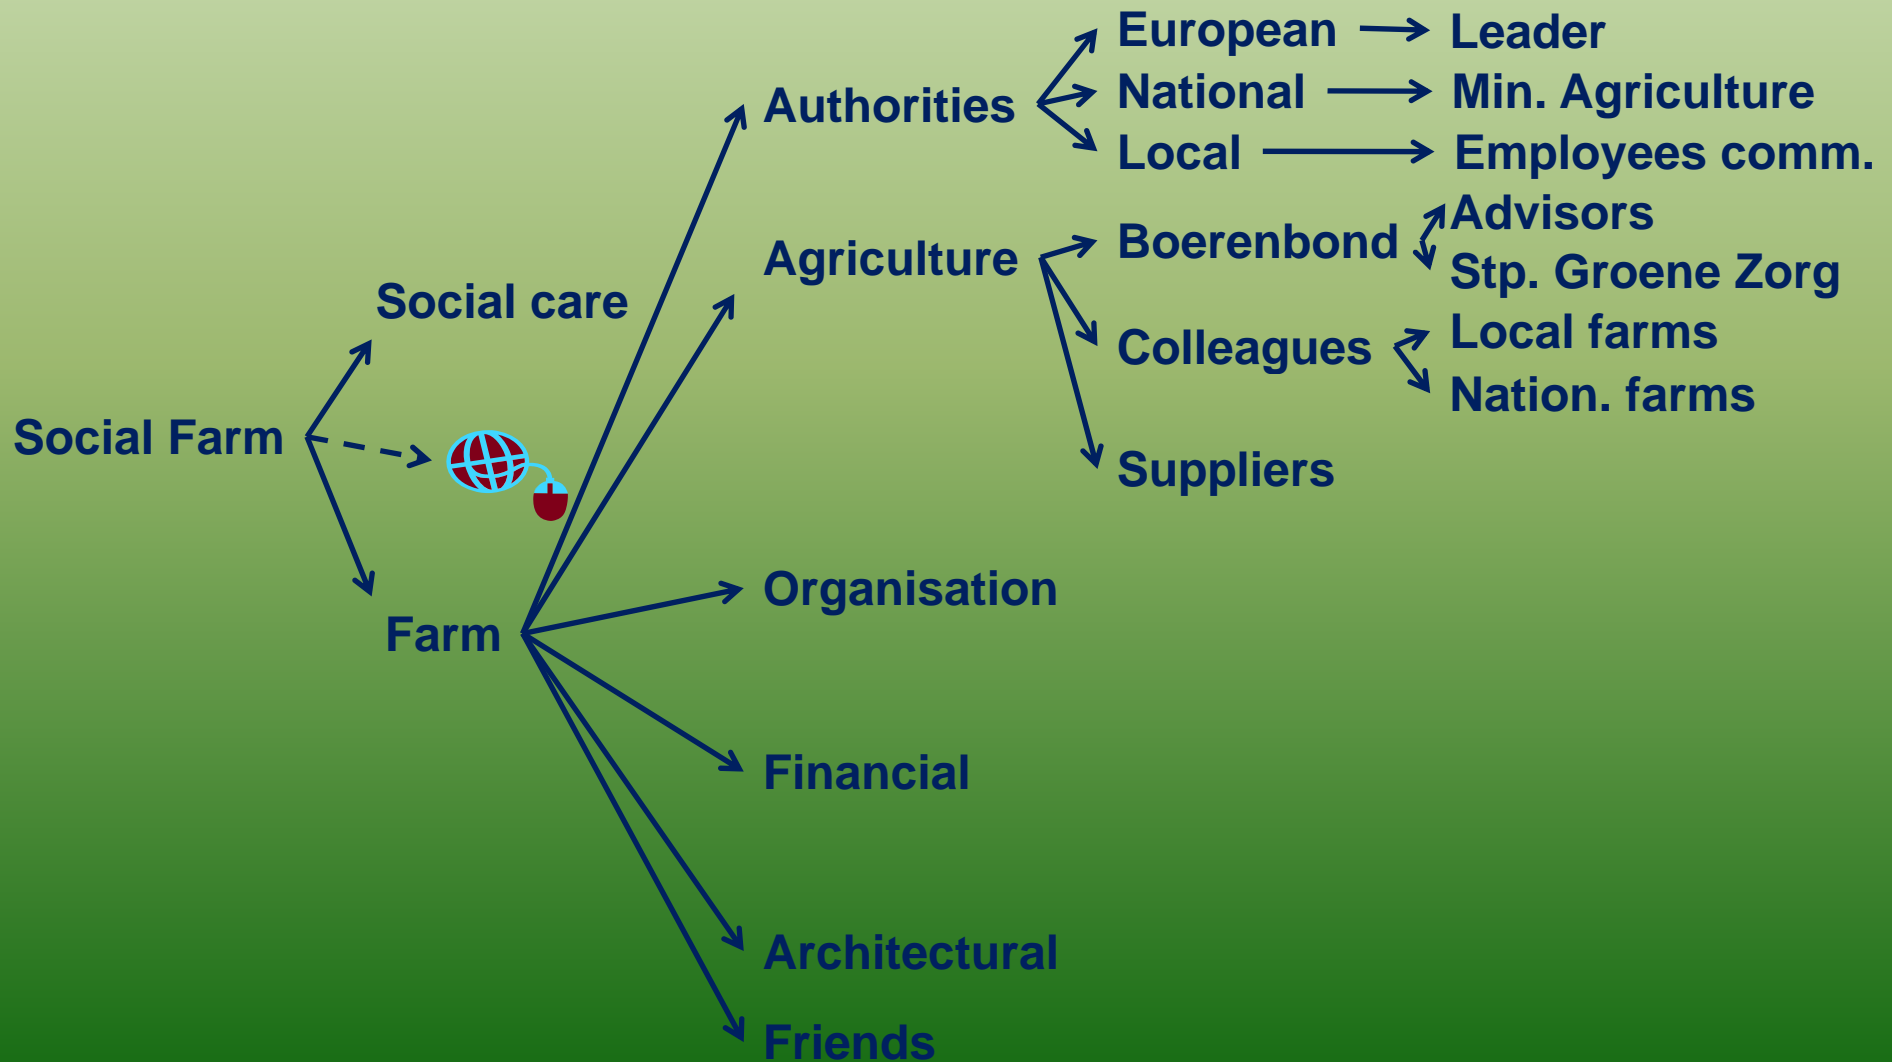 European
Leader
National
Min. Agriculture
Authorities
Local
Employees comm.
Advisors
Boerenbond
Agriculture
Stp. Groene Zorg
Social care
Local farms
Colleagues
Nation. farms
Social Farm
Suppliers
Organisation
Farm
Financial
Architectural
Friends